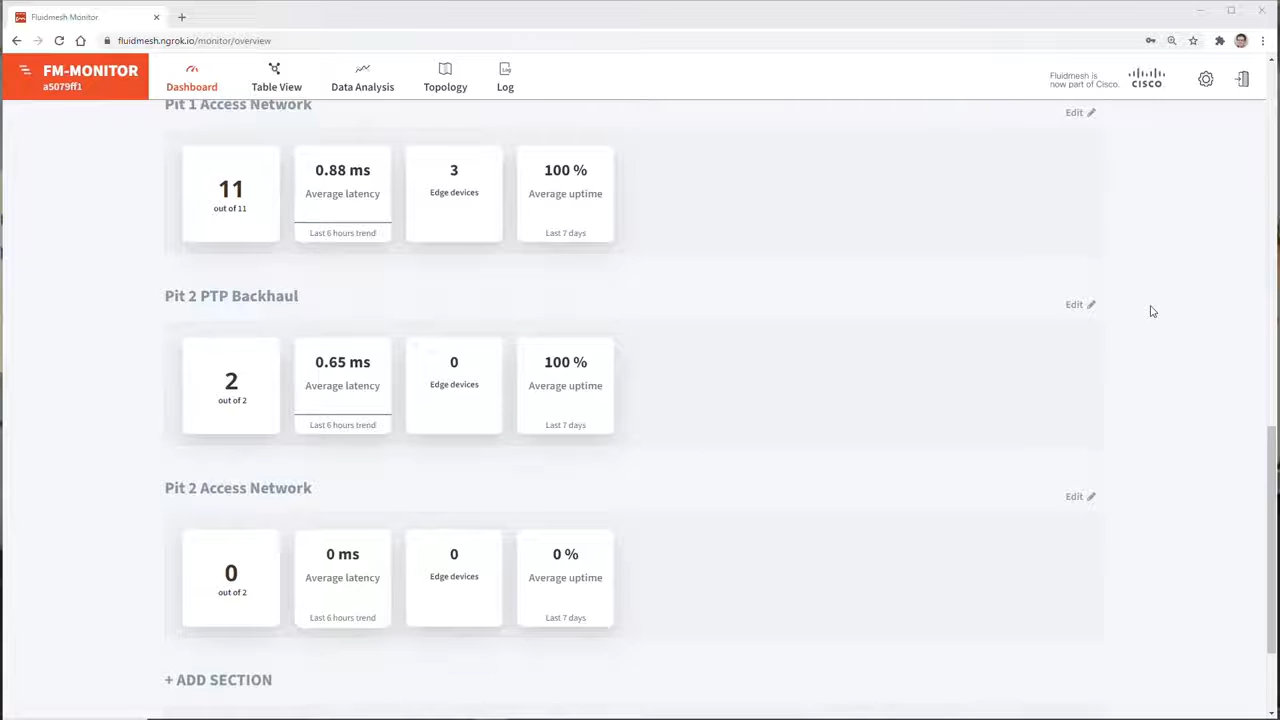 Fluidmesh Monitor
fluidmesh.ngrok.io/monitor/overview
FM-MONITOR
a5079ff1
Dashboard
Table View
Data Analysis
Topology
Log
Fluidmesh is
now part of Cisco.
CISCO
Pit 1 Access Network
Edit
11
out of 11
0.88 ms
Average latency
Last 6 hours trend
3
Edge devices
100 %
Average uptime
Last 7 days
Pit 2 PTP Backhaul
Edit
2
out of 2
0.65 ms
Average latency
Last 6 hours trend
0
Edge devices
100 %
Average uptime
Last 7 days
Pit 2 Access Network
Edit
0
out of 2
0 ms
Average latency
Last 6 hours trend
0
Edge devices
0 %
Average uptime
Last 7 days
+ ADD SECTION